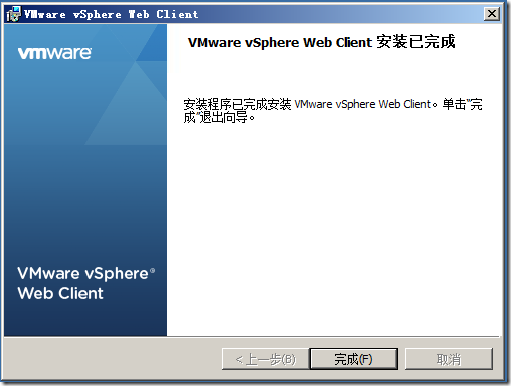 VMware vSphere Web Client
vmware
VMware vSphere Web Client 安装已完成
安装程序已完成安装 VMware vSphere Web Client。单击“完
成”退出向导。
VMware vSphere®
Web Client
< 上一步(B)
完成(F)
取消